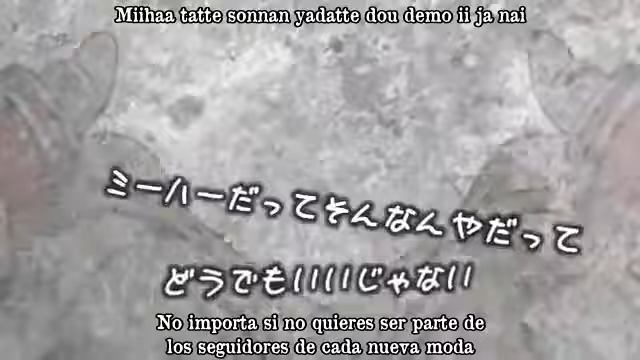 Miihaa tatte sonnan yadatte dou demo ii ja nai
ミーハーだってそんなんやだって
どうでもいいじゃない
No importa si no quieres ser parte de
los seguidores de cada nueva moda